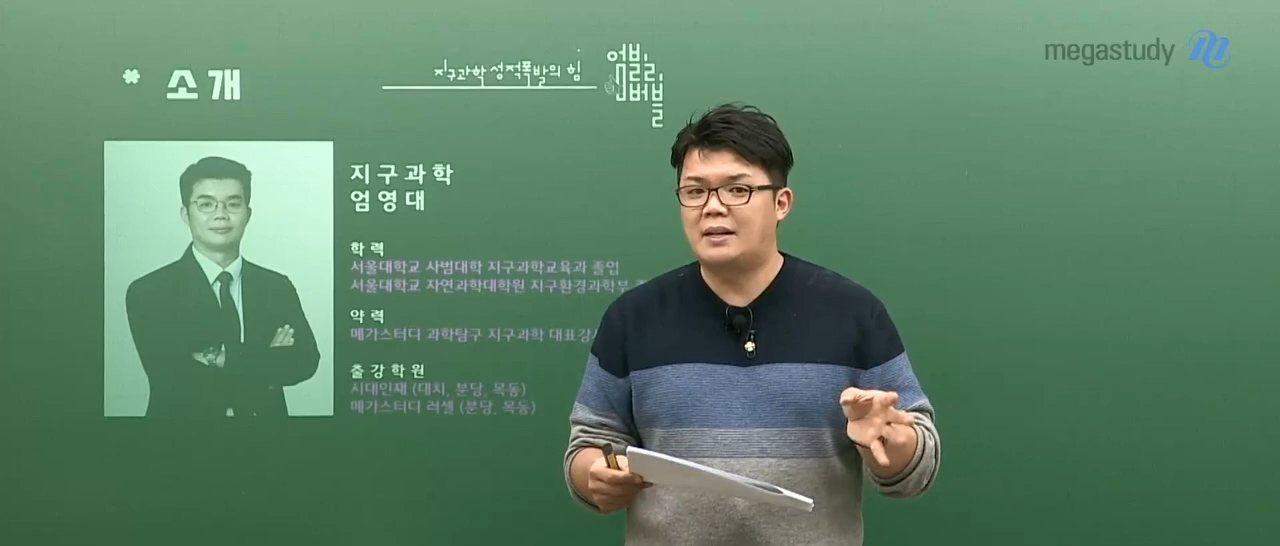 megastudy
* 소개
지구과학 성적폭발의 힘
엄빌리버블
지구과학
엄영대
학력
서울대학교 사범대학 지구과학교육과 졸업
서울대학교 자연과학대학원 지구환경과학부
약력
메가스터디 과학탐구 지구과학 대표강사
출강학원
시대인재 (대치, 분당, 목동)
메가스터디 러셀 (분당, 목동)